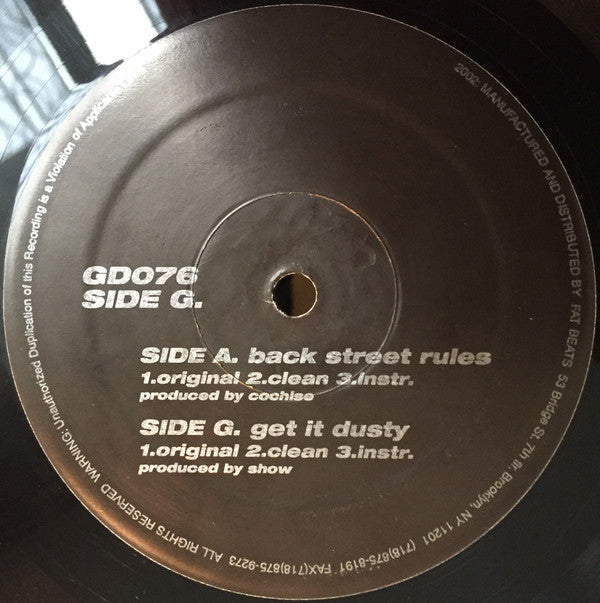 GD076
SIDE G.
SIDE A. back street rules
1.original 2.clean 3.instr.
produced by cochise
SIDE G. get it dusty
1.original 2.clean 3.instr.
produced by show
2002: MANUFACTURED AND DISTRIBUTED BY FAT BEATS 53 Bridge St. 7th flr. Brooklyn, NY 11201 (718)875-8191 FAX(718)875-9273 ALL RIGHTS RESERVED WARNING: Unauthorized Duplication of this Recording is a Violation of